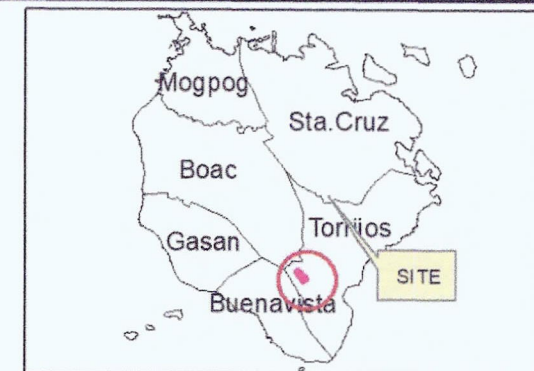 Mogpog
Sta.Cruz
Boac
Torrijos
Gasan
SITE
Buenavista